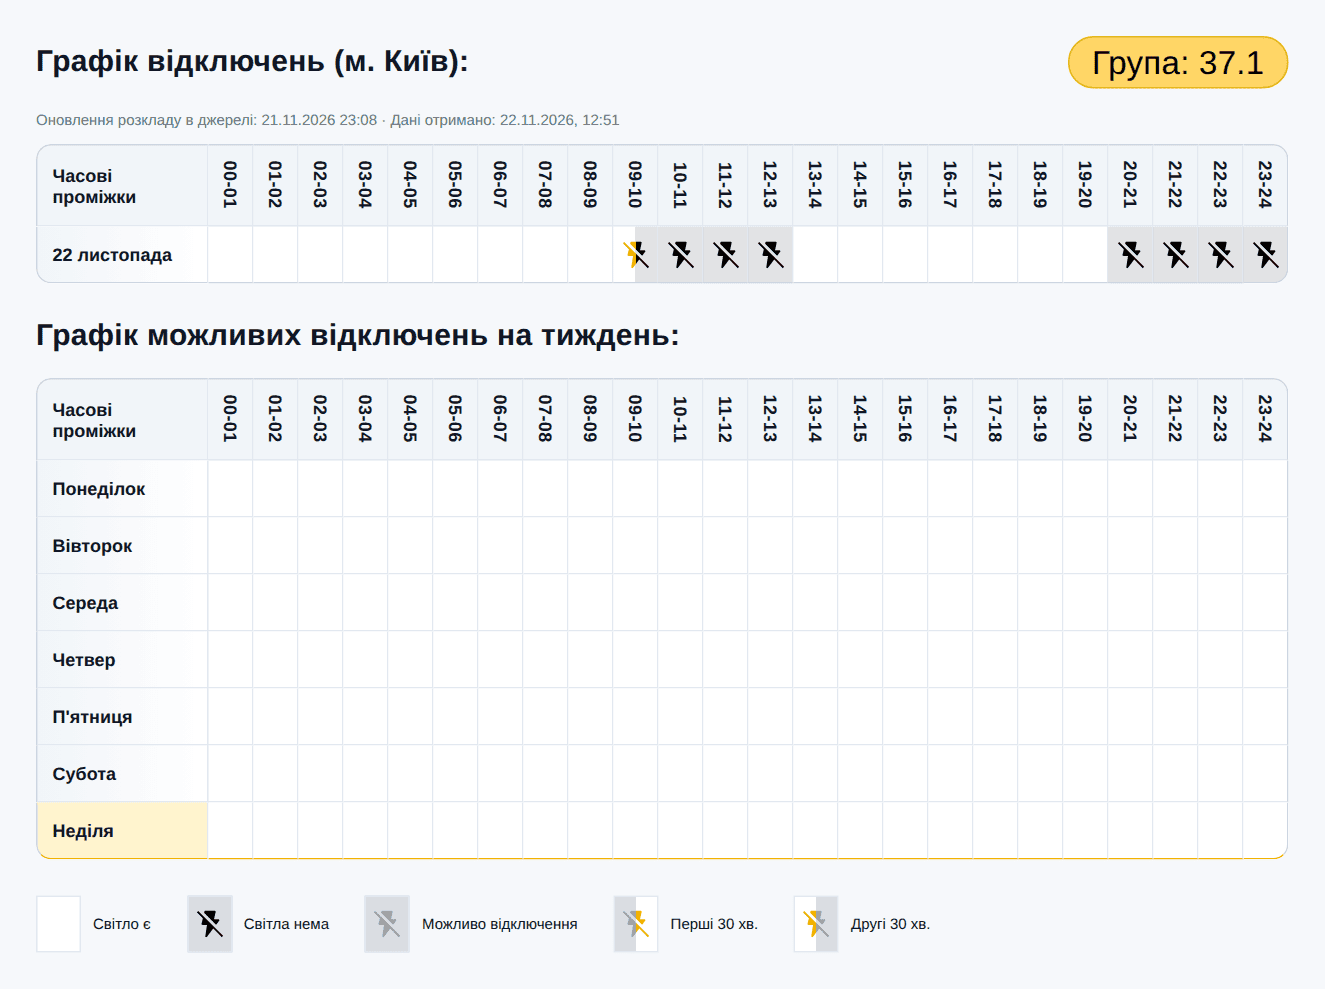 Графік відключень (м. Київ):
Група: 37.1
Оновлення розкладу в джерелі: 21.11.2026 23:08 · Дані отримано: 22.11.2026, 12:51
Часові проміжки 00-01 01-02 02-03 03-04 04-05 05-06 06-07 07-08 08-09 09-10 10-11 11-12 12-13 13-14 14-15 15-16 16-17 17-18 18-19 19-20 20-21 21-22 22-23 23-24
22 листопада
Графік можливих відключень на тиждень:
Часові проміжки 00-01 01-02 02-03 03-04 04-05 05-06 06-07 07-08 08-09 09-10 10-11 11-12 12-13 13-14 14-15 15-16 16-17 17-18 18-19 19-20 20-21 21-22 22-23 23-24
Понеділок
Вівторок
Середа
Четвер
П'ятниця
Субота
Неділя
Світло є Світла нема Можливо відключення Перші 30 хв. Другі 30 хв.